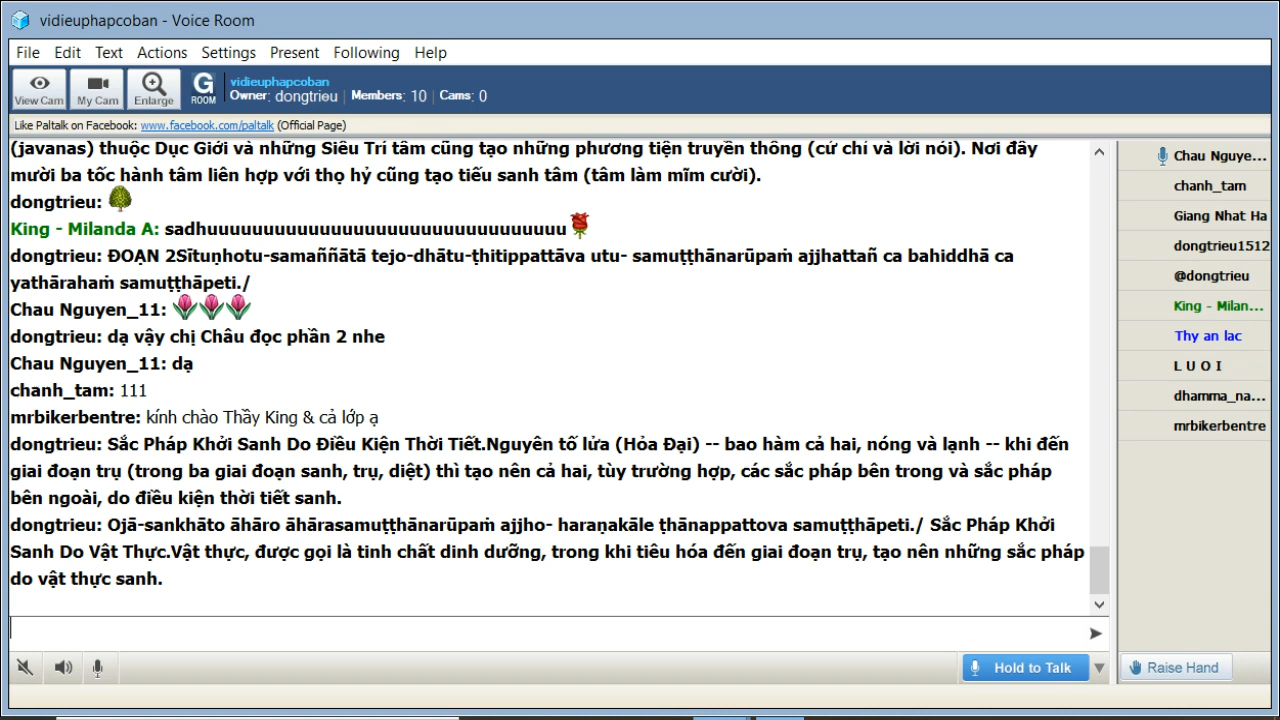 vidieuphapcoban - Voice Room
File Edit Text Actions Settings Present Following Help
View Cam My Cam Enlarge G ROOM
vidieuphapcoban
Owner: dongtrieu | Members: 10 | Cams: 0
Like Paltalk on Facebook: www.facebook.com/paltalk (Official Page)
(javanas) thuộc Dục Giới và những Siêu Trí tâm cũng tạo những phương tiện truyền thông (cứ chỉ và lời nói). Nơi đây
mười ba tốc hành tâm liên hợp với thọ hỷ cũng tạo tiếu sanh tâm (tâm làm mỉm cười).
dongtrieu:
King - Milanda A: sadhuuuuuuuuuuuuuuuuuuuuuuuuuuuuuuuu
dongtrieu: ĐOẠN 2Sītuṇhotu-samaññātā tejo-dhātu-ṭhitippattāva utu- samuṭṭhānarūpaṁ ajjhattañ ca bahiddhā ca
yathārahaṁ samuṭṭhāpeti./
Chau Nguyen_11:
dongtrieu: dạ vậy chị Châu đọc phần 2 nhe
Chau Nguyen_11: dạ
chanh_tam: 111
mrbikerbentre: kính chào Thầy King & cả lớp ạ
dongtrieu: Sắc Pháp Khởi Sanh Do Điều Kiện Thời Tiết.Nguyên tố lửa (Hỏa Đại) -- bao hàm cả hai, nóng và lạnh -- khi đến
giai đoạn trụ (trong ba giai đoạn sanh, trụ, diệt) thì tạo nên cả hai, tùy trường hợp, các sắc pháp bên trong và sắc pháp
bên ngoài, do điều kiện thời tiết sanh.
dongtrieu: Ojā-sankhāto āhāro āhārasamuṭṭhānarūpaṁ ajjho- haraṇakāle ṭhānappattova samuṭṭhāpeti./ Sắc Pháp Khởi
Sanh Do Vật Thực.Vật thực, được gọi là tinh chất dinh dưỡng, trong khi tiêu hóa đến giai đoạn trụ, tạo nên những sắc pháp
do vật thực sanh.
Hold to Talk
Chau Nguye...
chanh_tam
Giang Nhat Ha
dongtrieu1512
@dongtrieu
King - Milan...
Thy an lac
L U O I
dhamma_na...
mrbikerbentre
Raise Hand